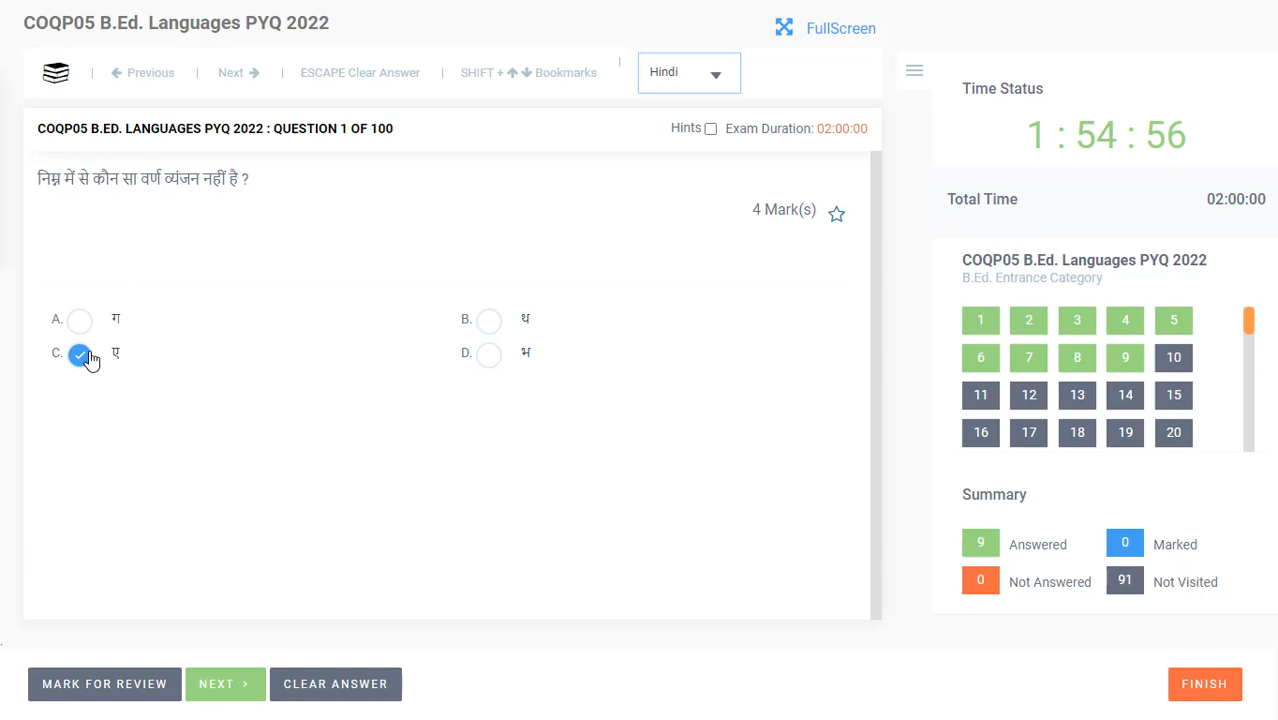 COQP05 B.Ed. Languages PYQ 2022
FullScreen
| Previous | Next | ESCAPE Clear Answer | SHIFT + Bookmarks | Hindi
COQP05 B.ED. LANGUAGES PYQ 2022 : QUESTION 1 OF 100
Hints Exam Duration: 02:00:00
निम्न में से कौन सा वर्ण व्यंजन नहीं है ?
4 Mark(s)
A. ग
B. थ
C. ए
D. भ
MARK FOR REVIEW
NEXT >
CLEAR ANSWER
Time Status
1 : 54 : 56
Total Time 02:00:00
COQP05 B.Ed. Languages PYQ 2022
B.Ed. Entrance Category
1 2 3 4 5
6 7 8 9 10
11 12 13 14 15
16 17 18 19 20
Summary
9 Answered 0 Marked
0 Not Answered 91 Not Visited
FINISH